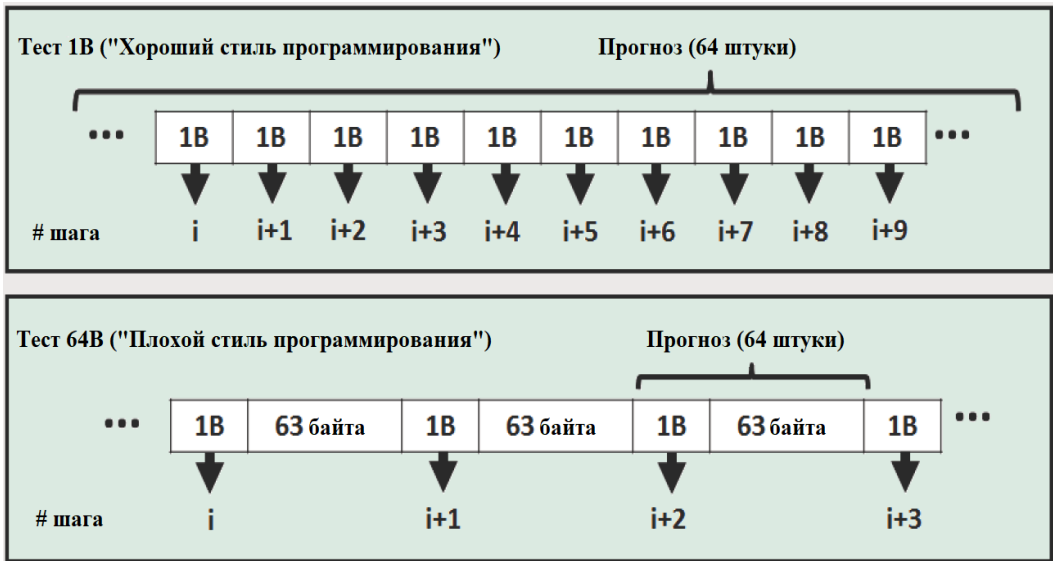 Тест 1B ("Хороший стиль программирования") Прогноз (64 штуки)
... 1B 1B 1B 1B 1B 1B 1B 1B 1B 1B ...
# шага i i+1 i+2 i+3 i+4 i+5 i+6 i+7 i+8 i+9
Тест 64B ("Плохой стиль программирования") Прогноз (64 штуки)
... 1B 63 байта 1B 63 байта 1B 63 байта 1B ...
# шага i i+1 i+2 i+3